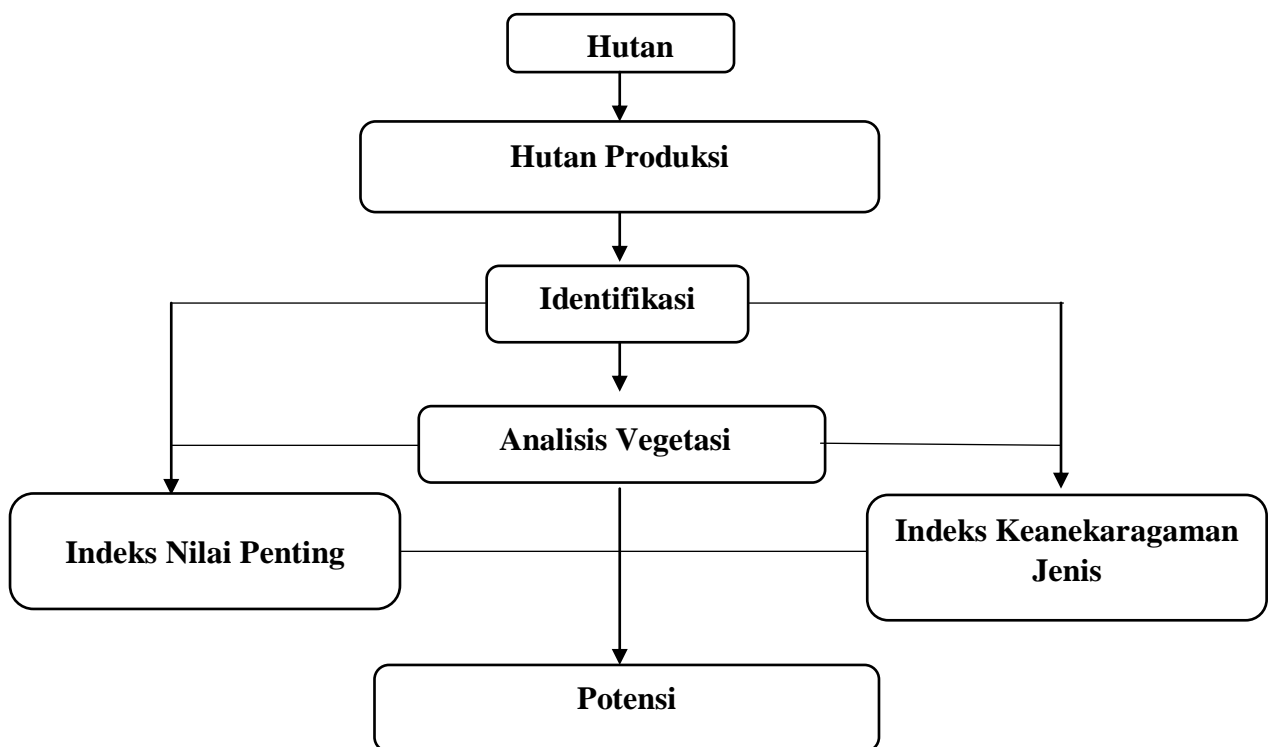 Hutan
Hutan Produksi
Identifikasi
Analisis Vegetasi
Indeks Nilai Penting
Indeks Keanekaragaman
Jenis
Potensi